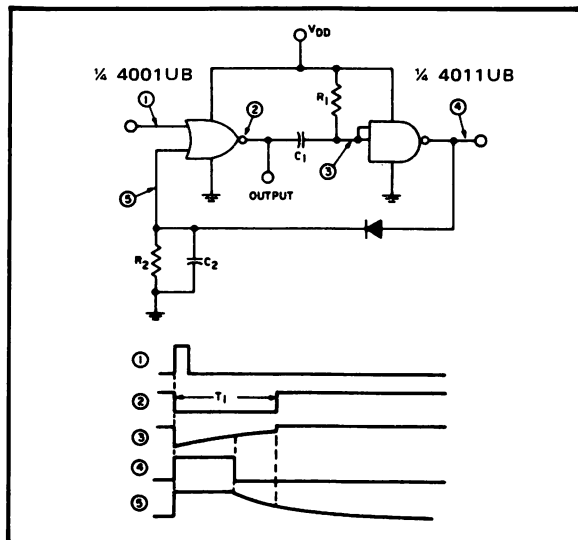 VDD
¼ 4001UB
¼ 4011UB
①
②
R1
④
C1
③
OUTPUT
⑤
R2
C2
①
②
T1
③
④
⑤